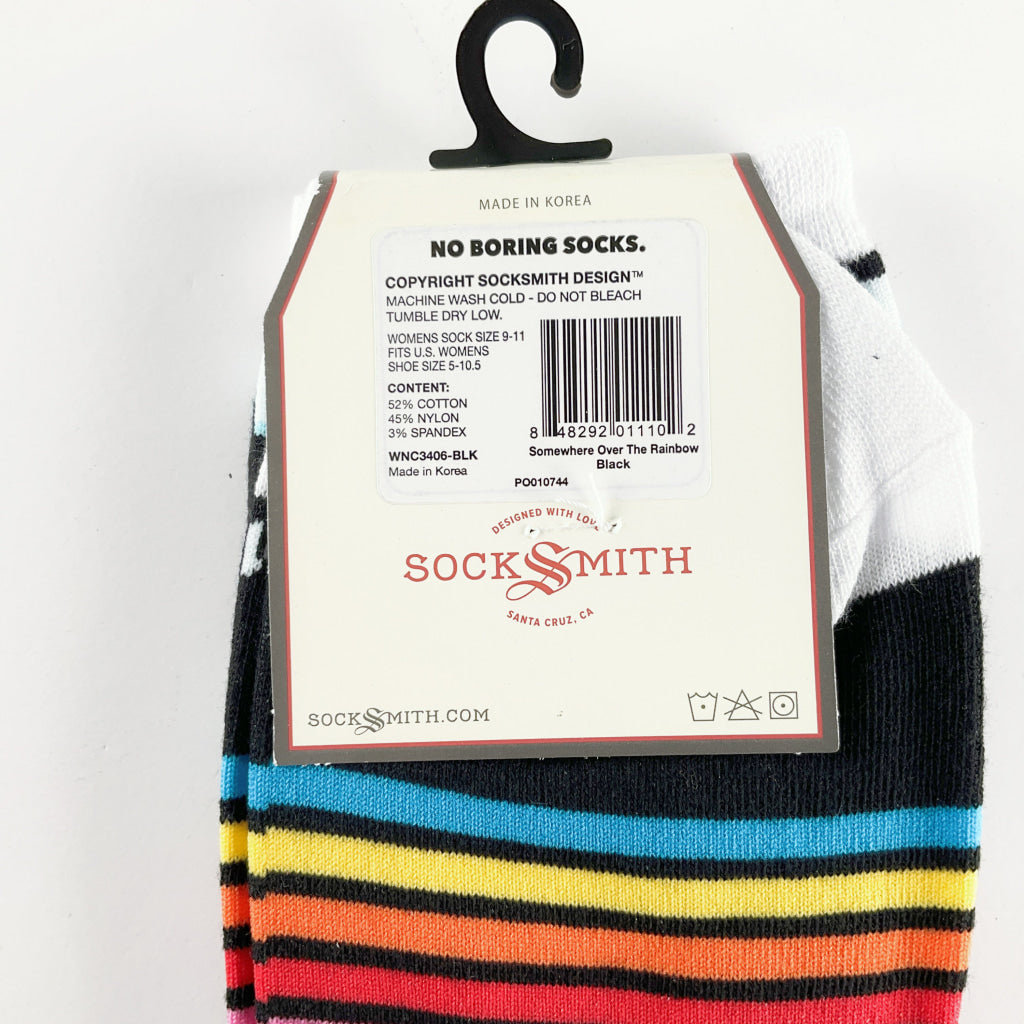 MADE IN KOREA
NO BORING SOCKS.
COPYRIGHT SOCKSMITH DESIGN™
MACHINE WASH COLD - DO NOT BLEACH
TUMBLE DRY LOW.
WOMENS SOCK SIZE 9-11
FITS U.S. WOMENS
SHOE SIZE 5-10.5
CONTENT:
52% COTTON
45% NYLON
3% SPANDEX
WNC3406-BLK
Made in Korea
8 48292 01110 2
Somewhere Over The Rainbow
Black
PO010744
DESIGNED WITH LOVE
SOCKSMITH
SANTA CRUZ, CA
SOCKSMITH.COM